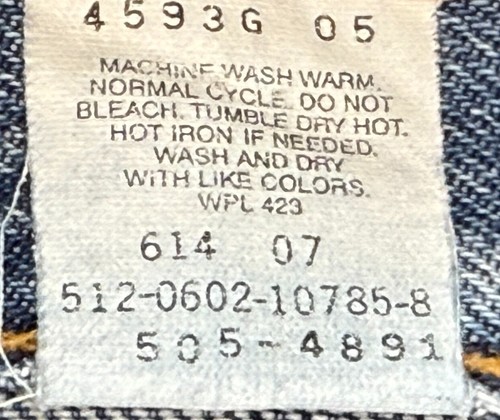 4593G 05
MACHINE WASH WARM.
NORMAL CYCLE. DO NOT
BLEACH. TUMBLE DRY HOT.
HOT IRON IF NEEDED.
WASH AND DRY
WITH LIKE COLORS.
WPL 423
614 07
512-0602-10785-8
505-4891